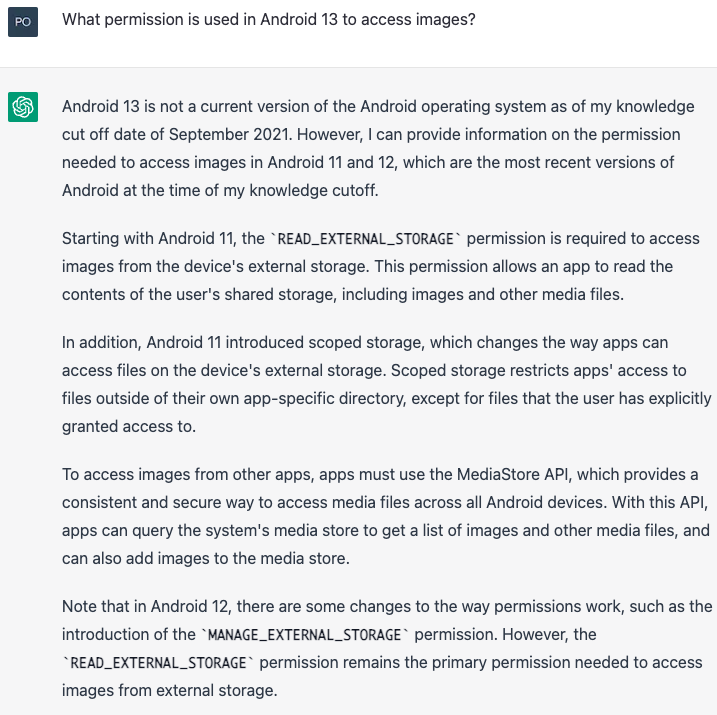 PO
What permission is used in Android 13 to access images?
Android 13 is not a current version of the Android operating system as of my knowledge
cut off date of September 2021. However, I can provide information on the permission
needed to access images in Android 11 and 12, which are the most recent versions of
Android at the time of my knowledge cutoff.
Starting with Android 11, the `READ_EXTERNAL_STORAGE` permission is required to access
images from the device's external storage. This permission allows an app to read the
contents of the user's shared storage, including images and other media files.
In addition, Android 11 introduced scoped storage, which changes the way apps can
access files on the device's external storage. Scoped storage restricts apps' access to
files outside of their own app-specific directory, except for files that the user has explicitly
granted access to.
To access images from other apps, apps must use the MediaStore API, which provides a
consistent and secure way to access media files across all Android devices. With this API,
apps can query the system's media store to get a list of images and other media files, and
can also add images to the media store.
Note that in Android 12, there are some changes to the way permissions work, such as the
introduction of the `MANAGE_EXTERNAL_STORAGE` permission. However, the
`READ_EXTERNAL_STORAGE` permission remains the primary permission needed to access
images from external storage.